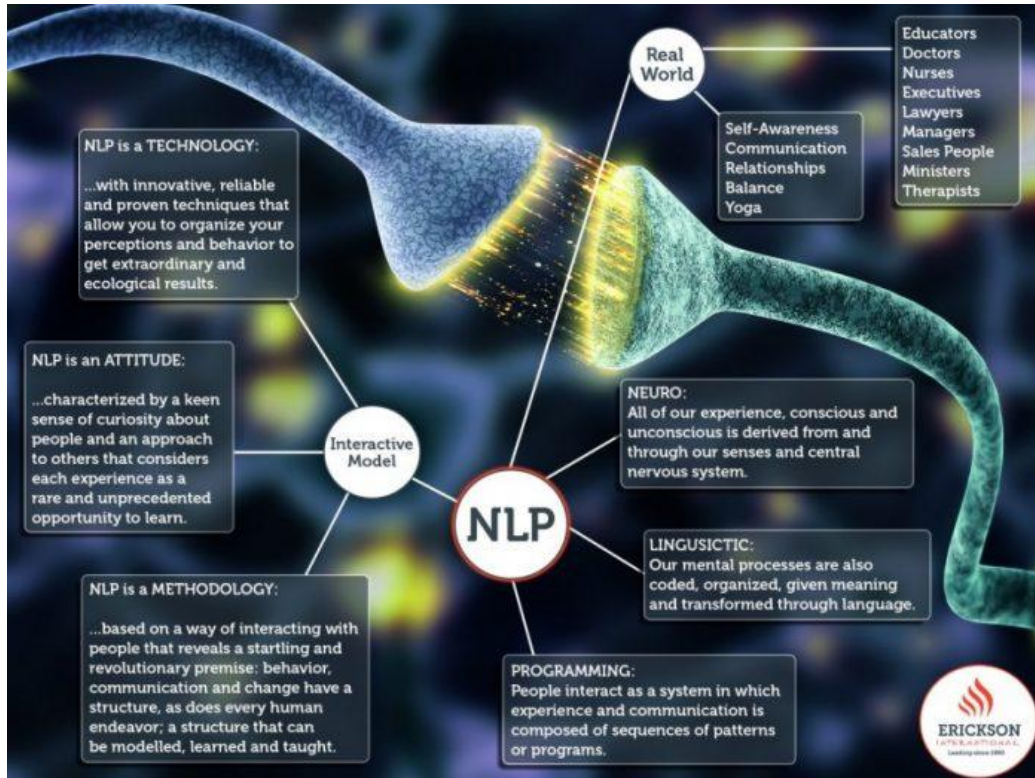 Real
World
Educators
Doctors
Nurses
Executives
Lawyers
Managers
Sales People
Ministers
Therapists
Self-Awareness
Communication
Relationships
Balance
Yoga
NLP is a TECHNOLOGY:
...with innovative, reliable
and proven techniques that
allow you to organize your
perceptions and behavior to
get extraordinary and
ecological results.
NLP is an ATTITUDE:
...characterized by a keen
sense of curiosity about
people and an approach
to others that considers
each experience as a
rare and unprecedented
opportunity to learn.
Interactive
Model
NLP is a METHODOLOGY:
...based on a way of interacting with
people that reveals a startling and
revolutionary premise: behavior,
communication and change have a
structure, as does every human
endeavor; a structure that can
be modelled, learned and taught.
NLP
NEURO:
All of our experience, conscious and
unconscious is derived from and
through our senses and central
nervous system.
LINGUSICTIC:
Our mental processes are also
coded, organized, given meaning
and transformed through language.
PROGRAMMING:
People interact as a system in which
experience and communication is
composed of sequences of patterns
or programs.
ERICKSON
INTERNATIONAL
Leading since 1980